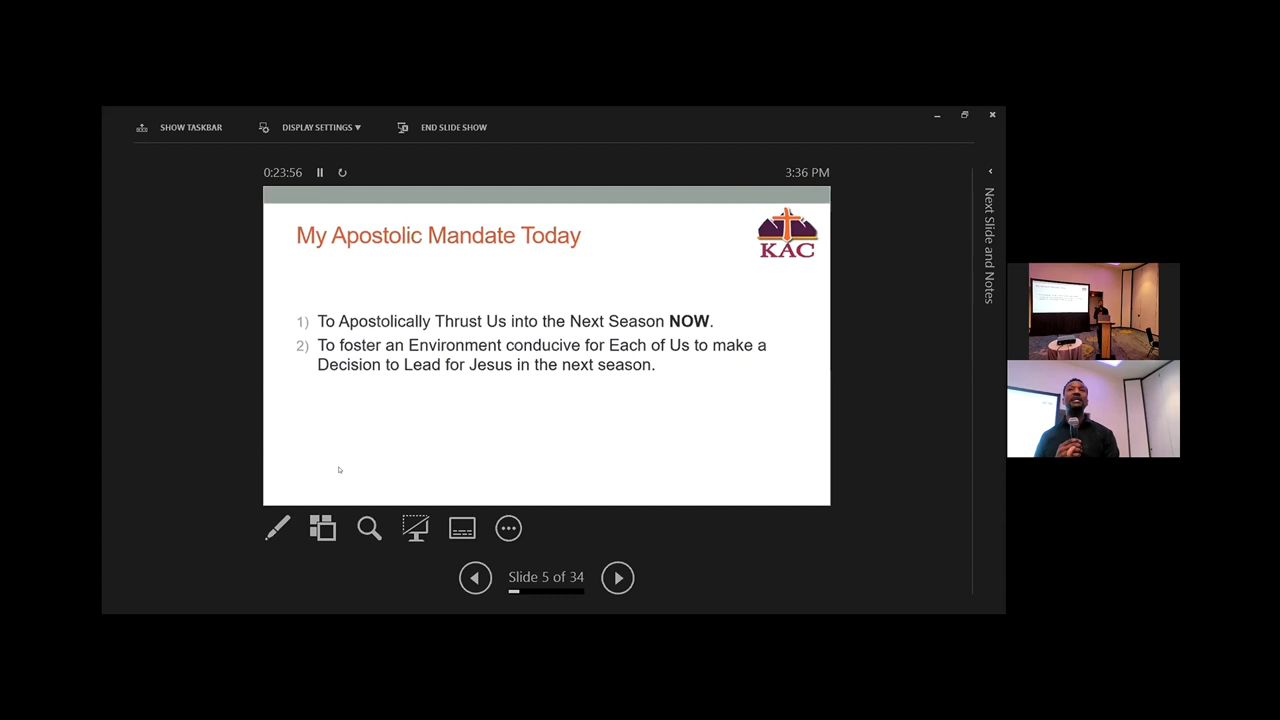 SHOW TASKBAR
DISPLAY SETTINGS ▼
END SLIDE SHOW
0:23:56
3:36 PM
My Apostolic Mandate Today
KAC
1) To Apostolically Thrust Us into the Next Season NOW.
2) To foster an Environment conducive for Each of Us to make a
Decision to Lead for Jesus in the next season.
Slide 5 of 34
Next Slide and Notes